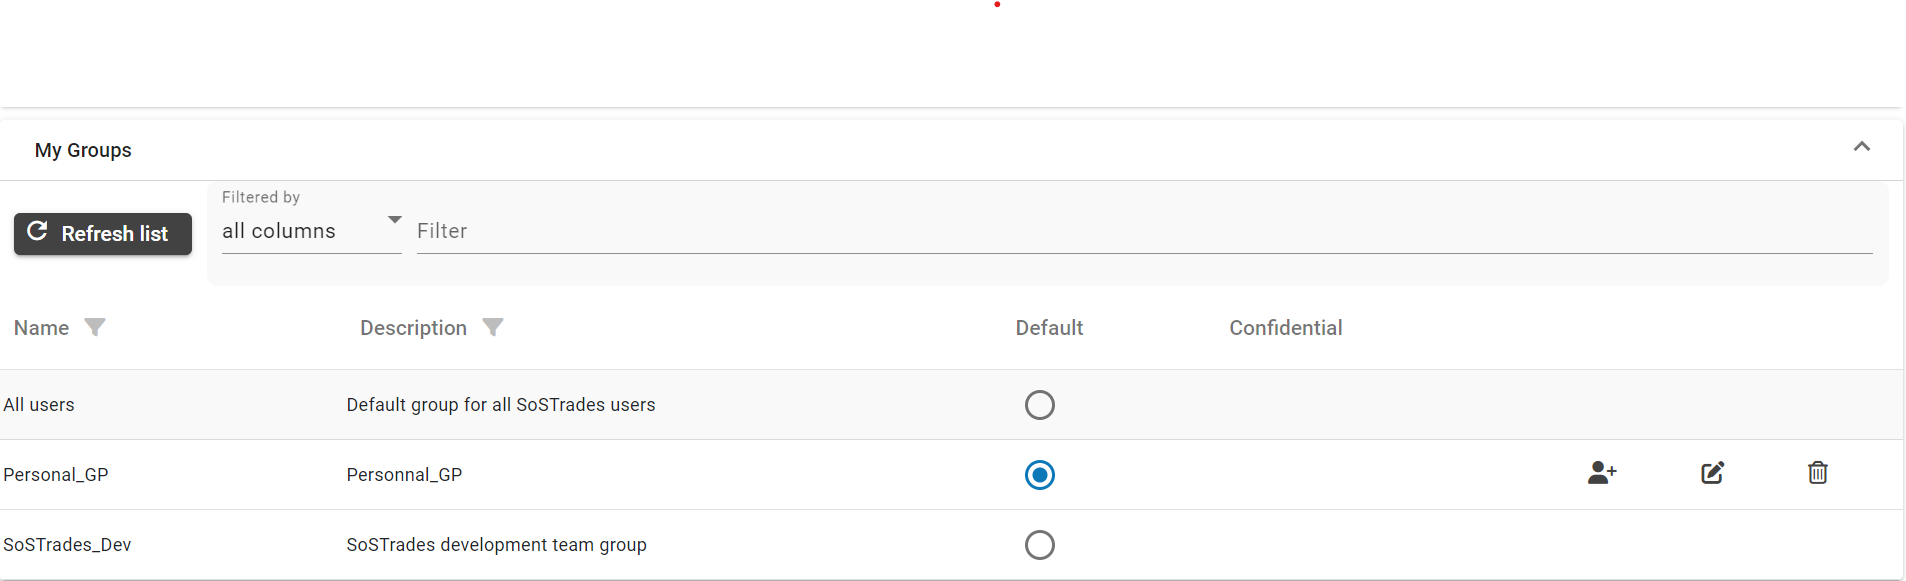 My Groups
Refresh list
Filtered by
all columns
Filter
Name Description Default Confidential
All users Default group for all SoSTrades users
Personal_GP Personnal_GP
SoSTrades_Dev SoSTrades development team group